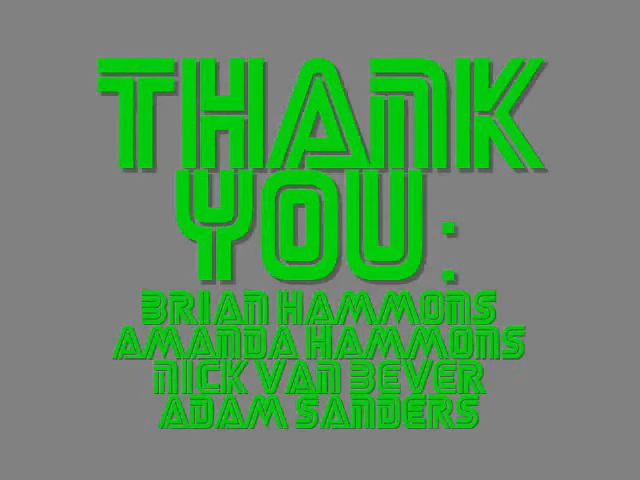 THANK
YOU:
BRIAN HAMMONS
AMANDA HAMMONS
NICK VAN BEVER
ADAM SANDERS